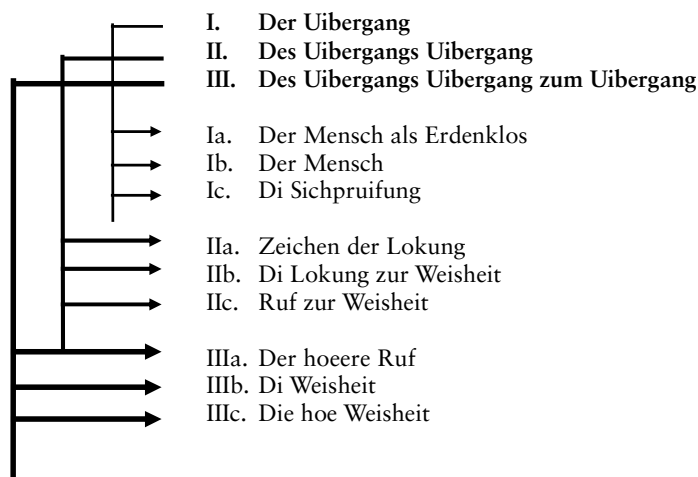 I. Der Uibergang
II. Des Uibergangs Uibergang
III. Des Uibergangs Uibergang zum Uibergang
Ia. Der Mensch als Erdenklos
Ib. Der Mensch
Ic. Di Sichpruifung
IIa. Zeichen der Lokung
IIb. Di Lokung zur Weisheit
IIc. Ruf zur Weisheit
IIIa. Der hoeere Ruf
IIIb. Di Weisheit
IIIc. Die hoe Weisheit